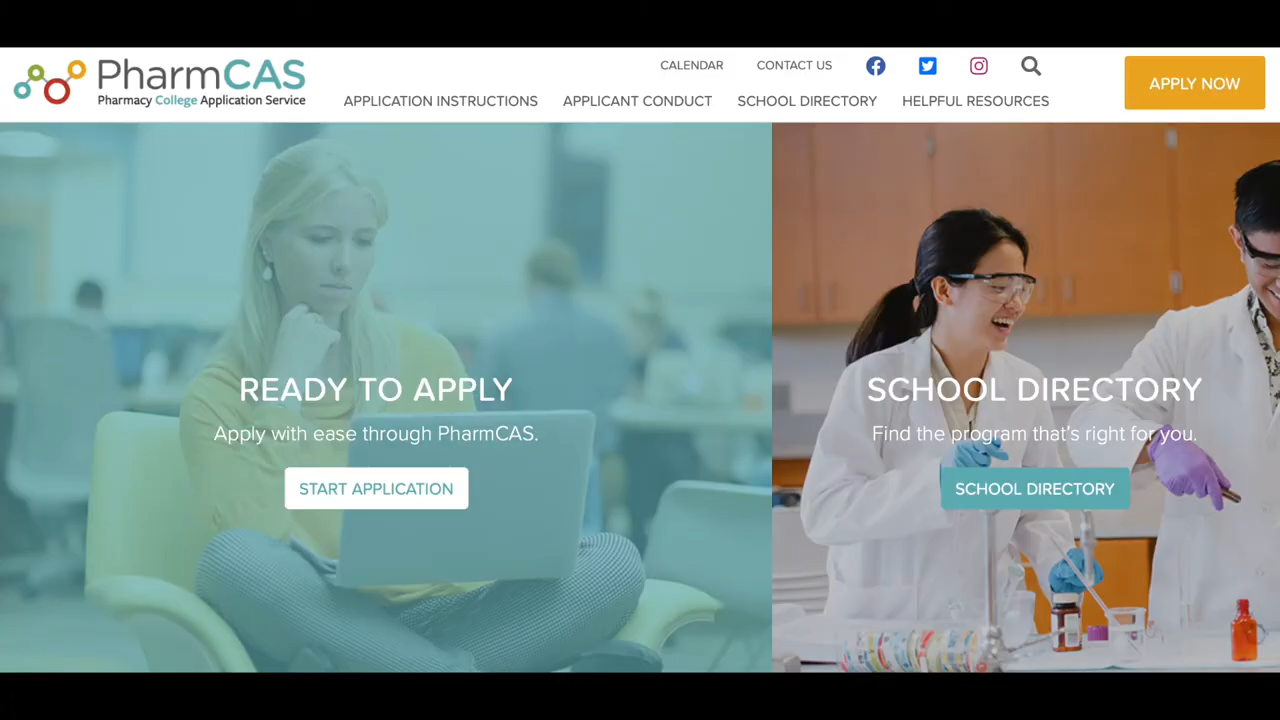 PharmCAS
Pharmacy College Application Service
CALENDAR
CONTACT US
APPLICATION INSTRUCTIONS
APPLICANT CONDUCT
SCHOOL DIRECTORY
HELPFUL RESOURCES
APPLY NOW
READY TO APPLY
Apply with ease through PharmCAS.
START APPLICATION
SCHOOL DIRECTORY
Find the program that's right for you.
SCHOOL DIRECTORY